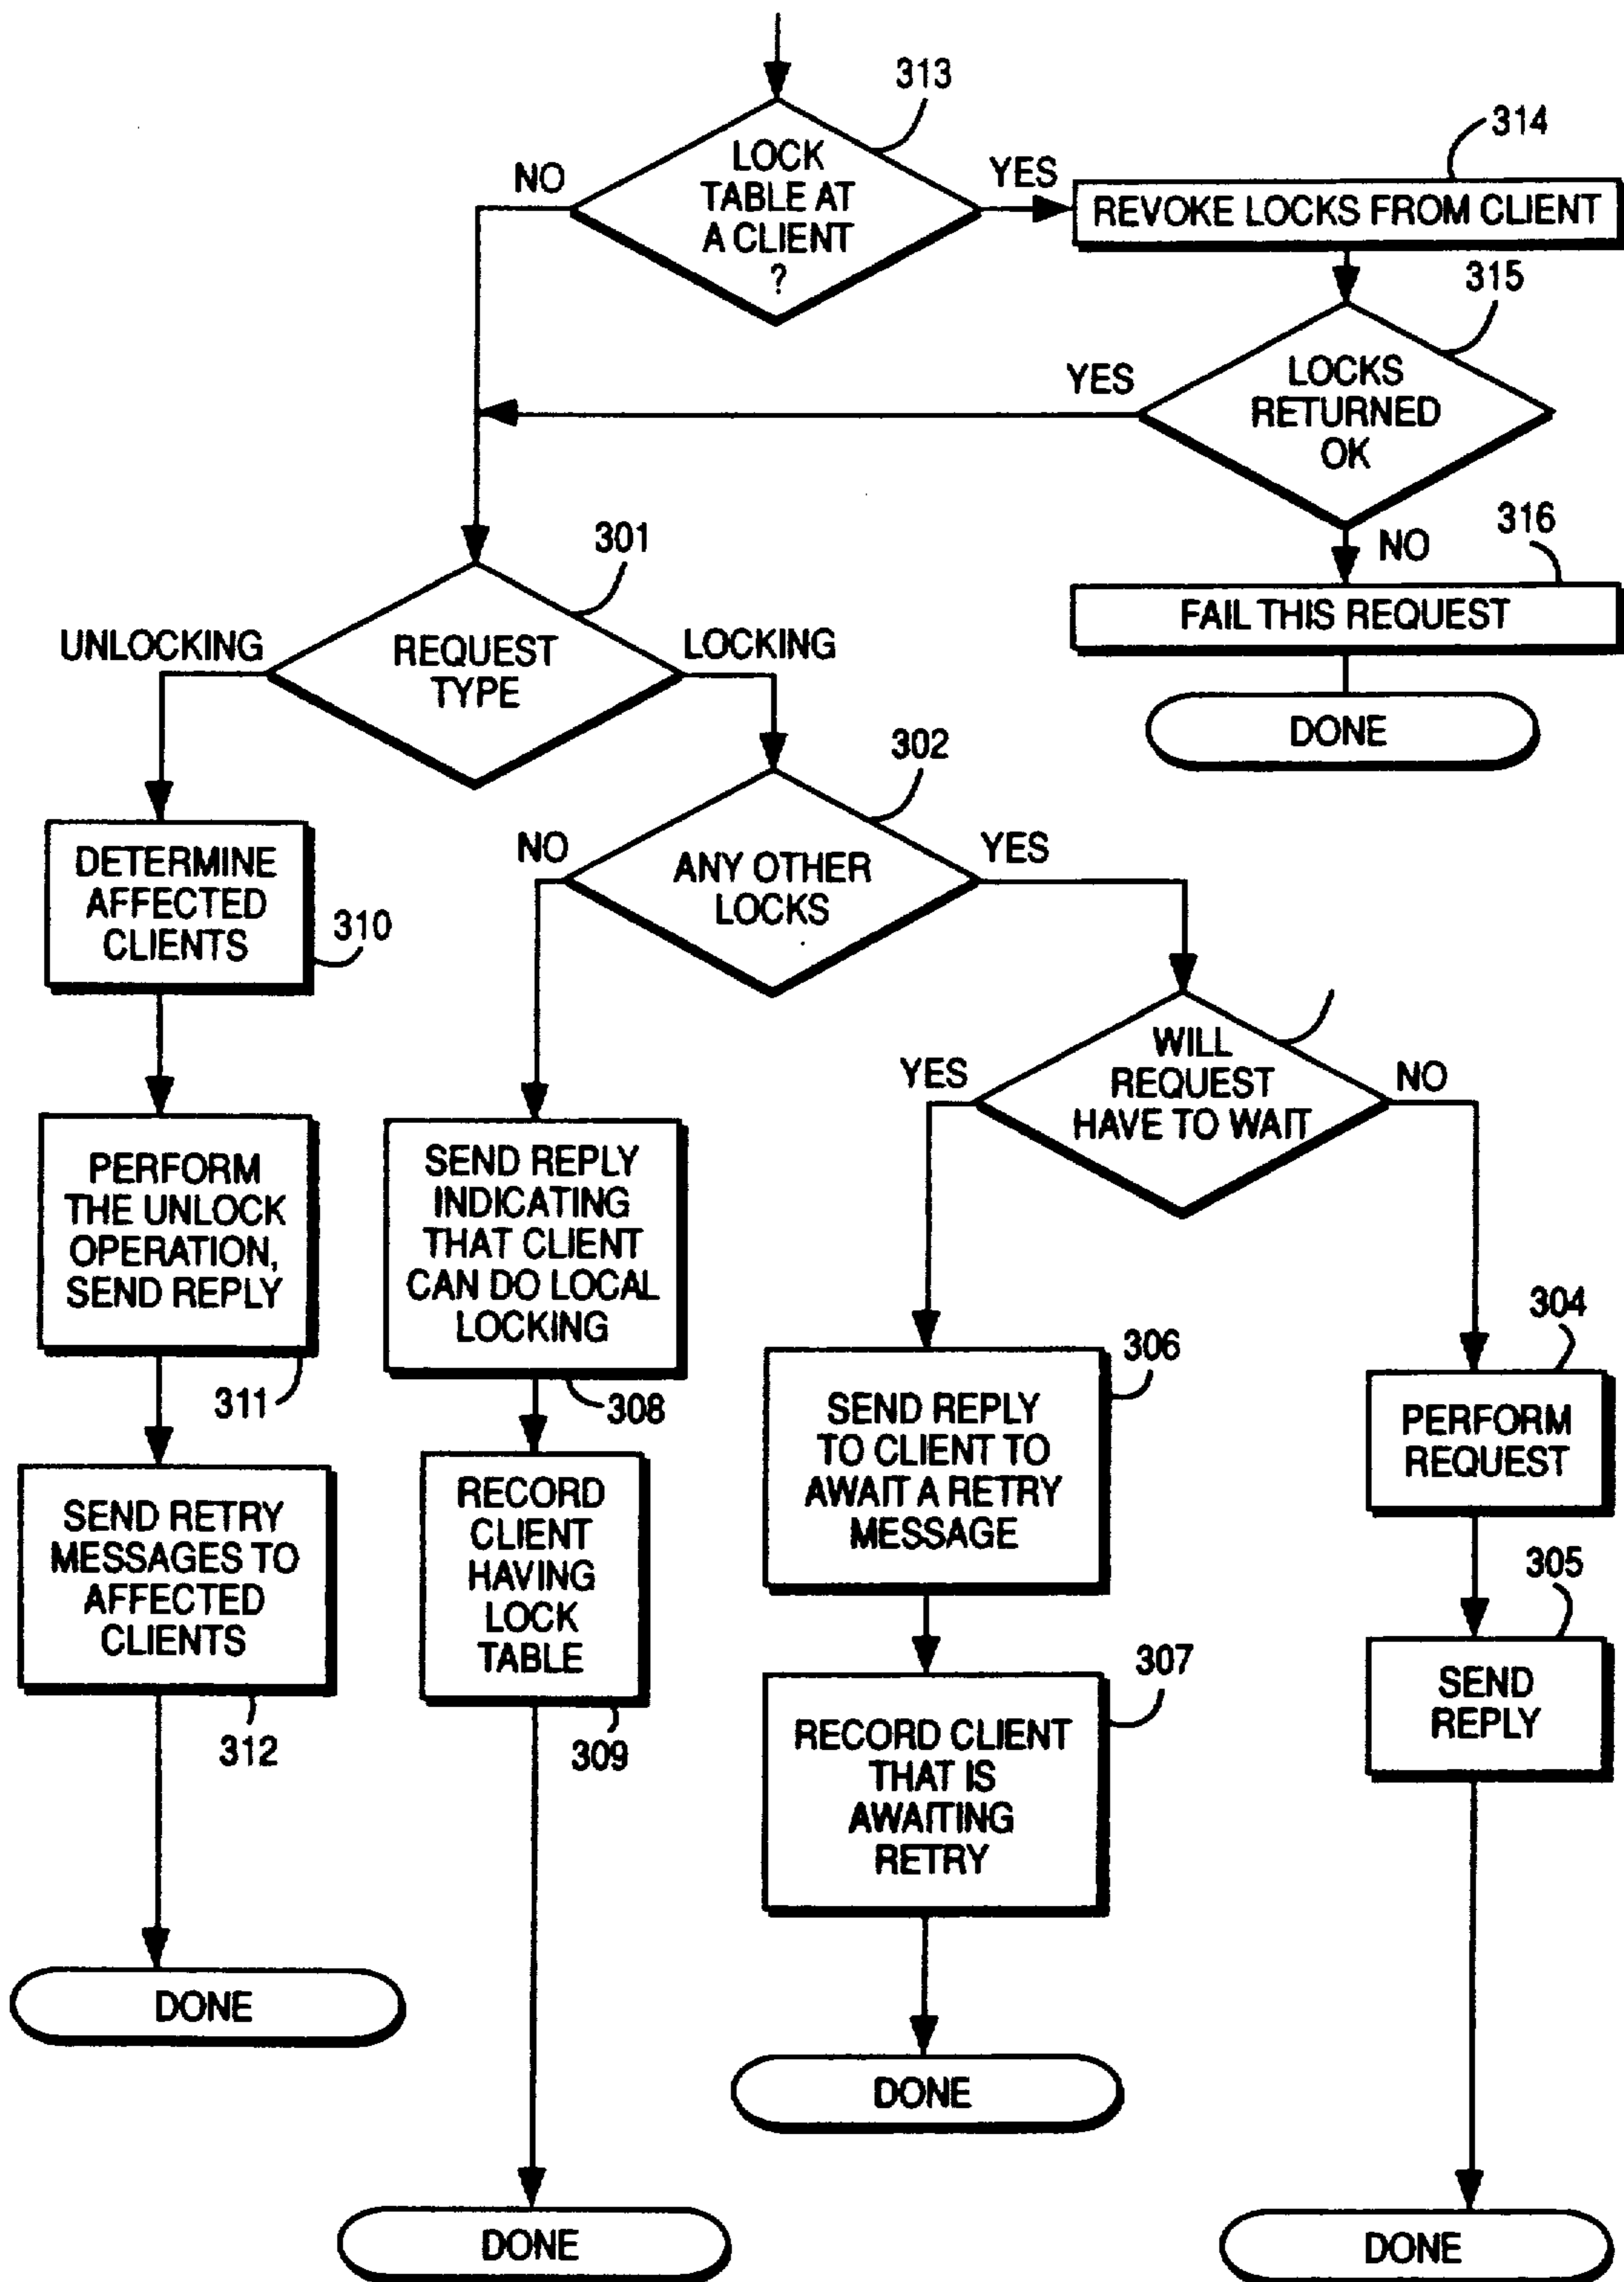 313
LOCK
TABLE AT
A CLIENT
?
NO
YES
314
REVOKE LOCKS FROM CLIENT
315
LOCKS
RETURNED
OK
YES
NO
316
FAIL THIS REQUEST
DONE
301
REQUEST
TYPE
UNLOCKING
LOCKING
302
ANY OTHER
LOCKS
NO
YES
DETERMINE
AFFECTED
CLIENTS
310
PERFORM
THE UNLOCK
OPERATION,
SEND REPLY
311
SEND RETRY
MESSAGES TO
AFFECTED
CLIENTS
312
DONE
SEND REPLY
INDICATING
THAT CLIENT
CAN DO LOCAL
LOCKING
308
RECORD
CLIENT
HAVING
LOCK
TABLE
309
DONE
WILL
REQUEST
HAVE TO WAIT
YES
NO
306
SEND REPLY
TO CLIENT TO
AWAIT A RETRY
MESSAGE
307
RECORD CLIENT
THAT IS
AWAITING
RETRY
DONE
304
PERFORM
REQUEST
305
SEND
REPLY
DONE